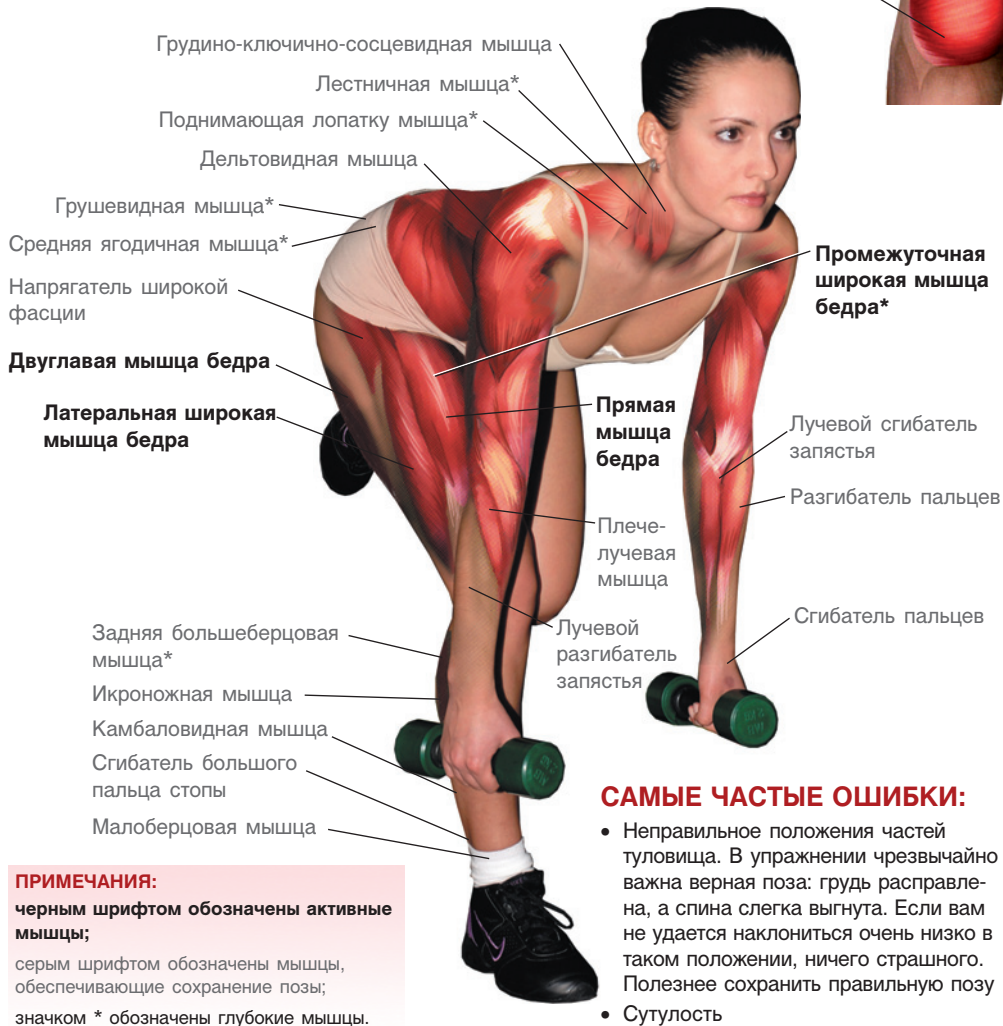 Грудино-ключично-сосцевидная мышца
Лестничная мышца*
Поднимающая лопатку мышца*
Дельтовидная мышца
Грушевидная мышца*
Средняя ягодичная мышца*
Напрягатель широкой
фасции
Двуглавая мышца бедра
Латеральная широкая
мышца бедра
Промежуточная
широкая мышца
бедра*
Прямая
мышца
бедра
Лучевой сгибатель
запястья
Разгибатель пальцев
Плече-
лучевая
мышца
Сгибатель пальцев
Лучевой
разгибатель
запястья
Задняя большеберцовая
мышца*
Икроножная мышца
Камбаловидная мышца
Сгибатель большого
пальца стопы
Малоберцовая мышца
ПРИМЕЧАНИЯ:
черным шрифтом обозначены активные
мышцы;
серым шрифтом обозначены мышцы,
обеспечивающие сохранение позы;
значком * обозначены глубокие мышцы.
САМЫЕ ЧАСТЫЕ ОШИБКИ:
• Неправильное положения частей
туловища. В упражнении чрезвычайно
важна верная поза: грудь расправле-
на, а спина слегка выгнута. Если вам
не удается наклониться очень низко в
таком положении, ничего страшного.
Полезнее сохранить правильную позу
• Сутулость